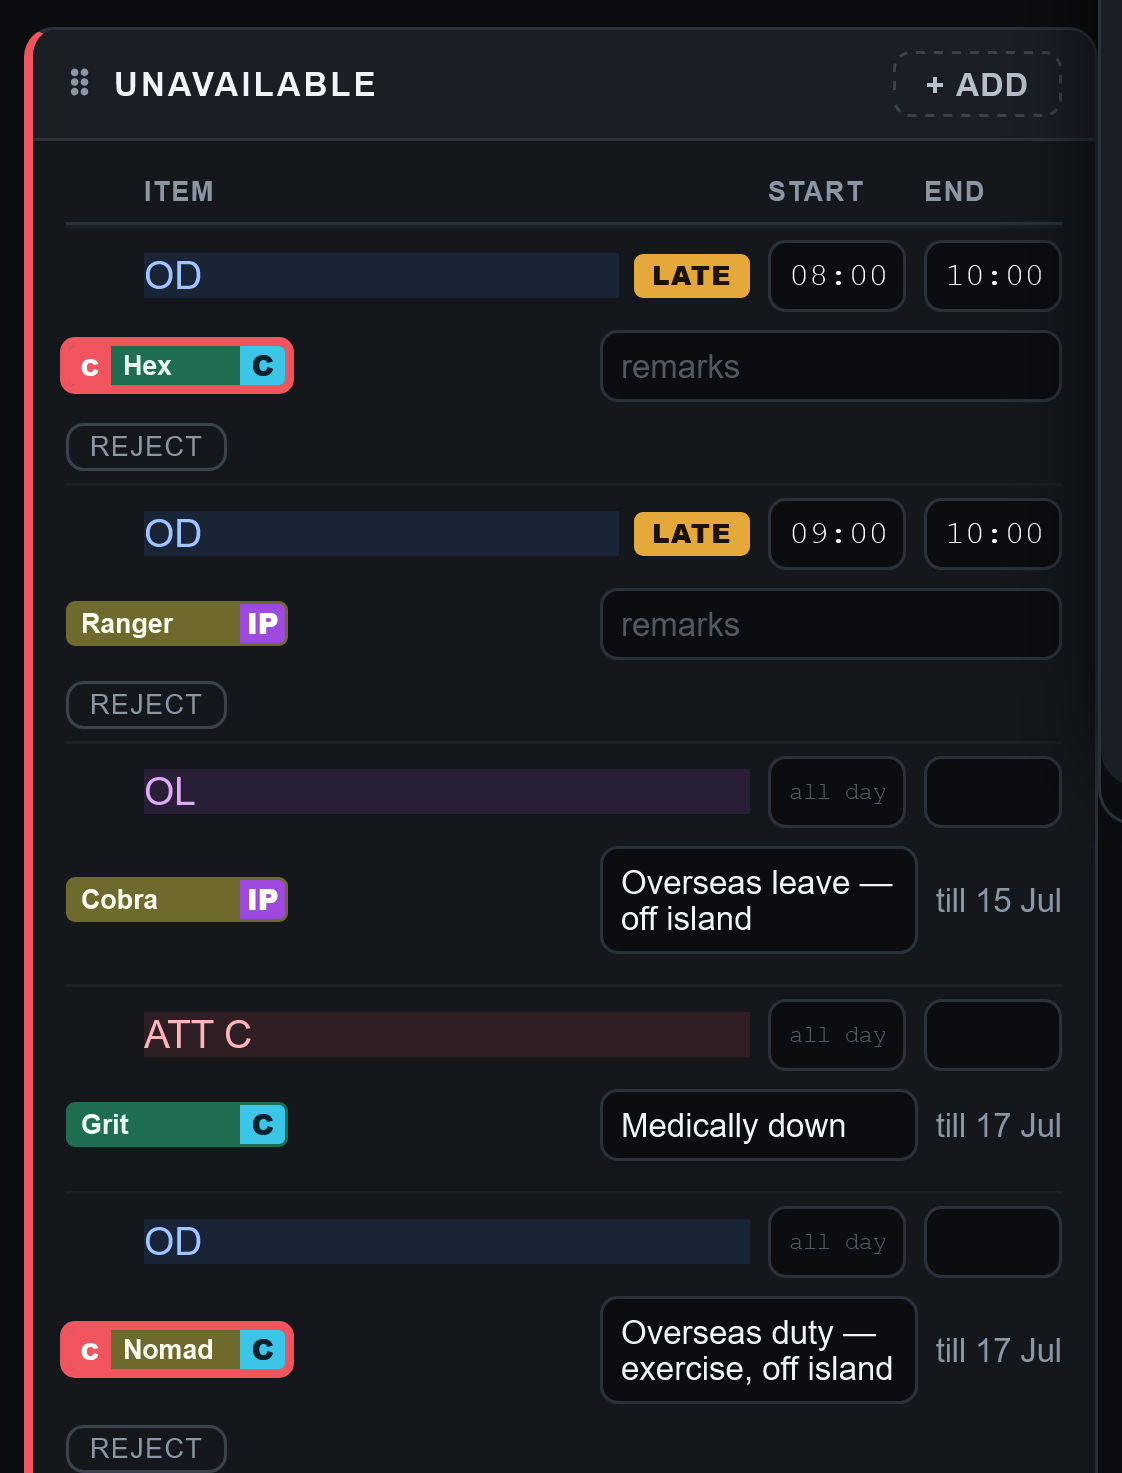 UNAVAILABLE + ADD
ITEM START END
OD LATE 08:00 10:00
c Hex C remarks
REJECT
OD LATE 09:00 10:00
Ranger IP remarks
REJECT
OL all day
Cobra IP Overseas leave —
off island till 15 Jul
ATT C all day
Grit C Medically down till 17 Jul
OD all day
c Nomad C Overseas duty —
exercise, off island till 17 Jul
REJECT